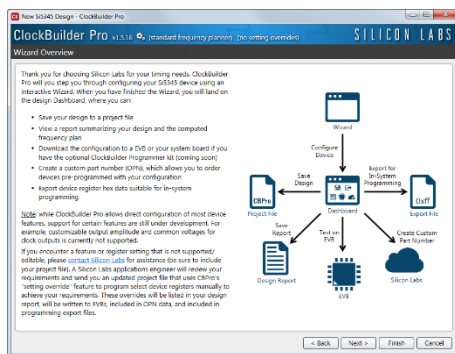 New Si5345 Design - ClockBuilder Pro
ClockBuilder Pro v1.5.16 (standard frequency planned - (no setting overrides)
SILICON LABS
Wizard Overview
Thank you for choosing Silicon Labs for your timing needs. ClockBuilder
Pro will you step you through configuring your Si5345 device using an
interactive Wizard. When you have finished the Wizard, you will land on
the design Dashboard, where you can:
• Save your design to a project file
• View a report summarizing your design and the computed
frequency plan
• Download the configuration to a EVB or your system board if you
have the optional ClockBuilder Programmer kit (coming soon)
• Create a custom part number (OPN), which allows you to order
devices pre-programmed with your configuration
• Export device register hex data suitable for in-system
programming
Note: while ClockBuilder Pro allows direct configuration of most device
features, support for certain features are still under development. For
example, customizable output amplitude and common voltages for
clock outputs is currently not supported.
If you encounter a feature or register setting that is not supported/
editable, please contact Silicon Labs for assistance (be sure to include
your project file). A Silicon Labs applications engineer will review your
requirements and send you an updated project file that uses CBPro's
"setting override" feature to program select device registers manually to
achieve your requirements. These overrides will be listed in your design
report, will be written to EVBs, included in OPN data, and included in
programming export files.
Wizard
Configure
Device
Save
Design
Export for
In-System
Programming
CBPro
0xff
Project File
Dashboard
Export File
Save
Report
Test on
EVB
Create Custom
Part Number
Design Report
EVB
Silicon Labs
< Back
Next >
Finish
Cancel